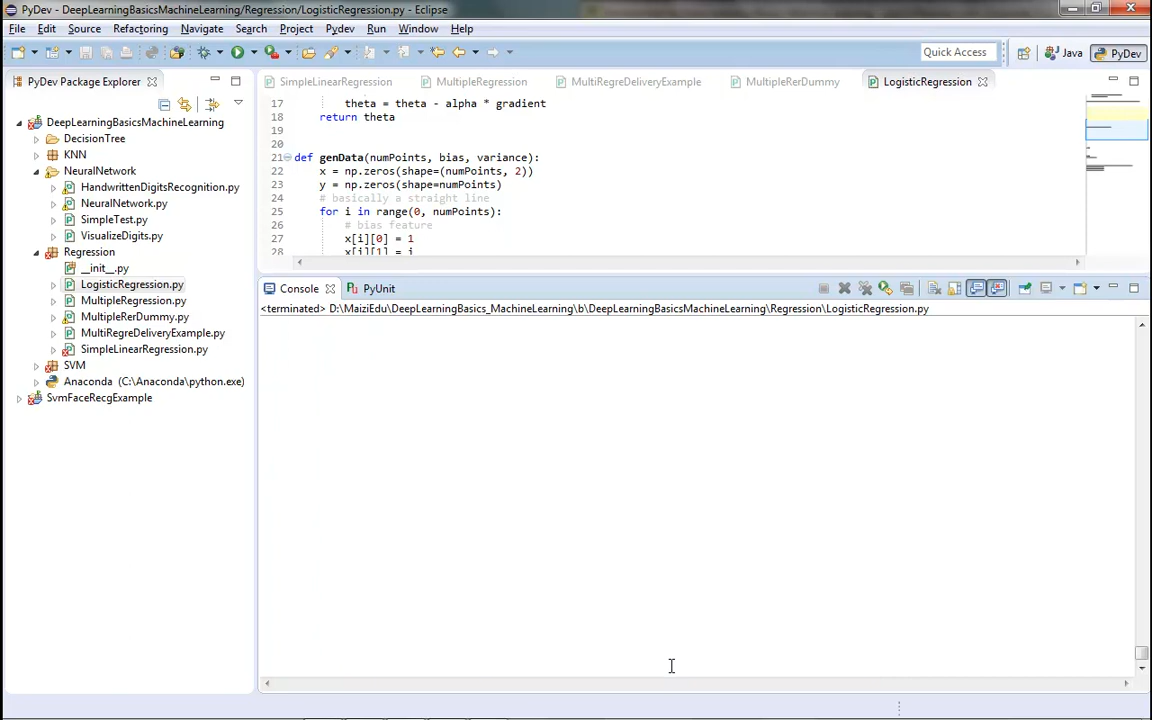 PyDev - DeepLearningBasicsMachineLearning/Regression/LogisticRegression.py - Eclipse
File Edit Source Refactoring Navigate Search Project Pydev Run Window Help
Quick Access Java PyDev
PyDev Package Explorer
DeepLearningBasicsMachineLearning
DecisionTree
KNN
NeuralNetwork
HandwrittenDigitsRecognition.py
NeuralNetwork.py
SimpleTest.py
VisualizeDigits.py
Regression
__init__.py
LogisticRegression.py
MultipleRegression.py
MultipleRerDummy.py
MultiRegreDeliveryExample.py
SimpleLinearRegression.py
SVM
Anaconda (C:\Anaconda\python.exe)
SvmFaceRecgExample
SimpleLinearRegression MultipleRegression MultiRegreDeliveryExample MultipleRerDummy LogisticRegression
17 theta = theta - alpha * gradient
18 return theta
19
20
21 def genData(numPoints, bias, variance):
22 x = np.zeros(shape=(numPoints, 2))
23 y = np.zeros(shape=numPoints)
24 # basically a straight line
25 for i in range(0, numPoints):
26 # bias feature
27 x[i][0] = 1
28 x[i][1] = i
Console PyUnit
<terminated> D:\MaiziEdu\DeepLearningBasics_MachineLearning\b\DeepLearningBasicsMachineLearning\Regression\LogisticRegression.py